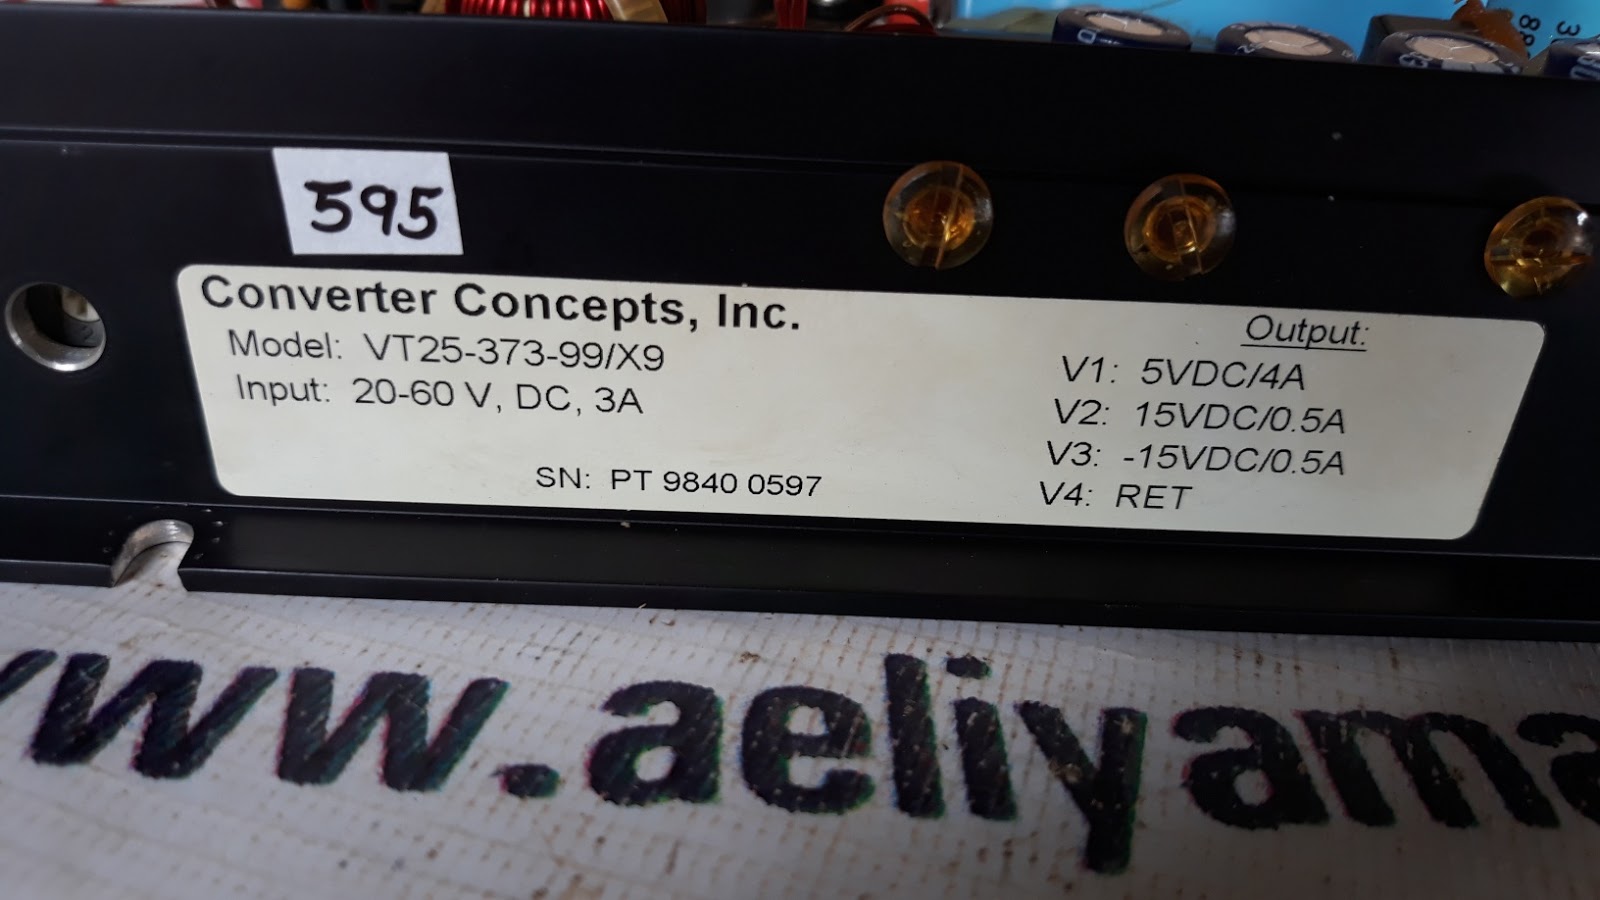 595
Converter Concepts, Inc.
Model: VT25-373-99/X9
Input: 20-60 V, DC, 3A
SN: PT 9840 0597
Output:
V1: 5VDC/4A
V2: 15VDC/0.5A
V3: -15VDC/0.5A
V4: RET
www.aeliyama